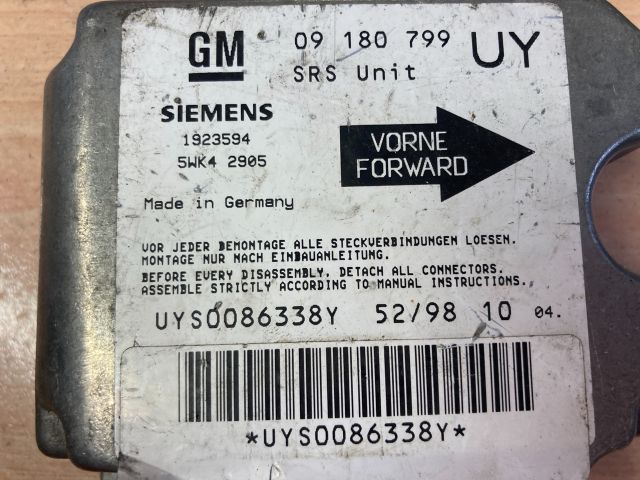 GM 09 180 799 UY
SRS Unit
SIEMENS
1923594
5WK4 2905
VORNE
FORWARD
Made in Germany
VOR JEDER DEMONTAGE ALLE STECKVERBINDUNGEN LOESEN.
MONTAGE NUR NACH EINBAUANLEITUNG.
BEFORE EVERY DISASSEMBLY, DETACH ALL CONNECTORS.
ASSEMBLE STRICTLY ACCORDING TO MANUAL INSTRUCTIONS.
UYS0086338Y 52/98 10 04.
*UYS0086338Y*